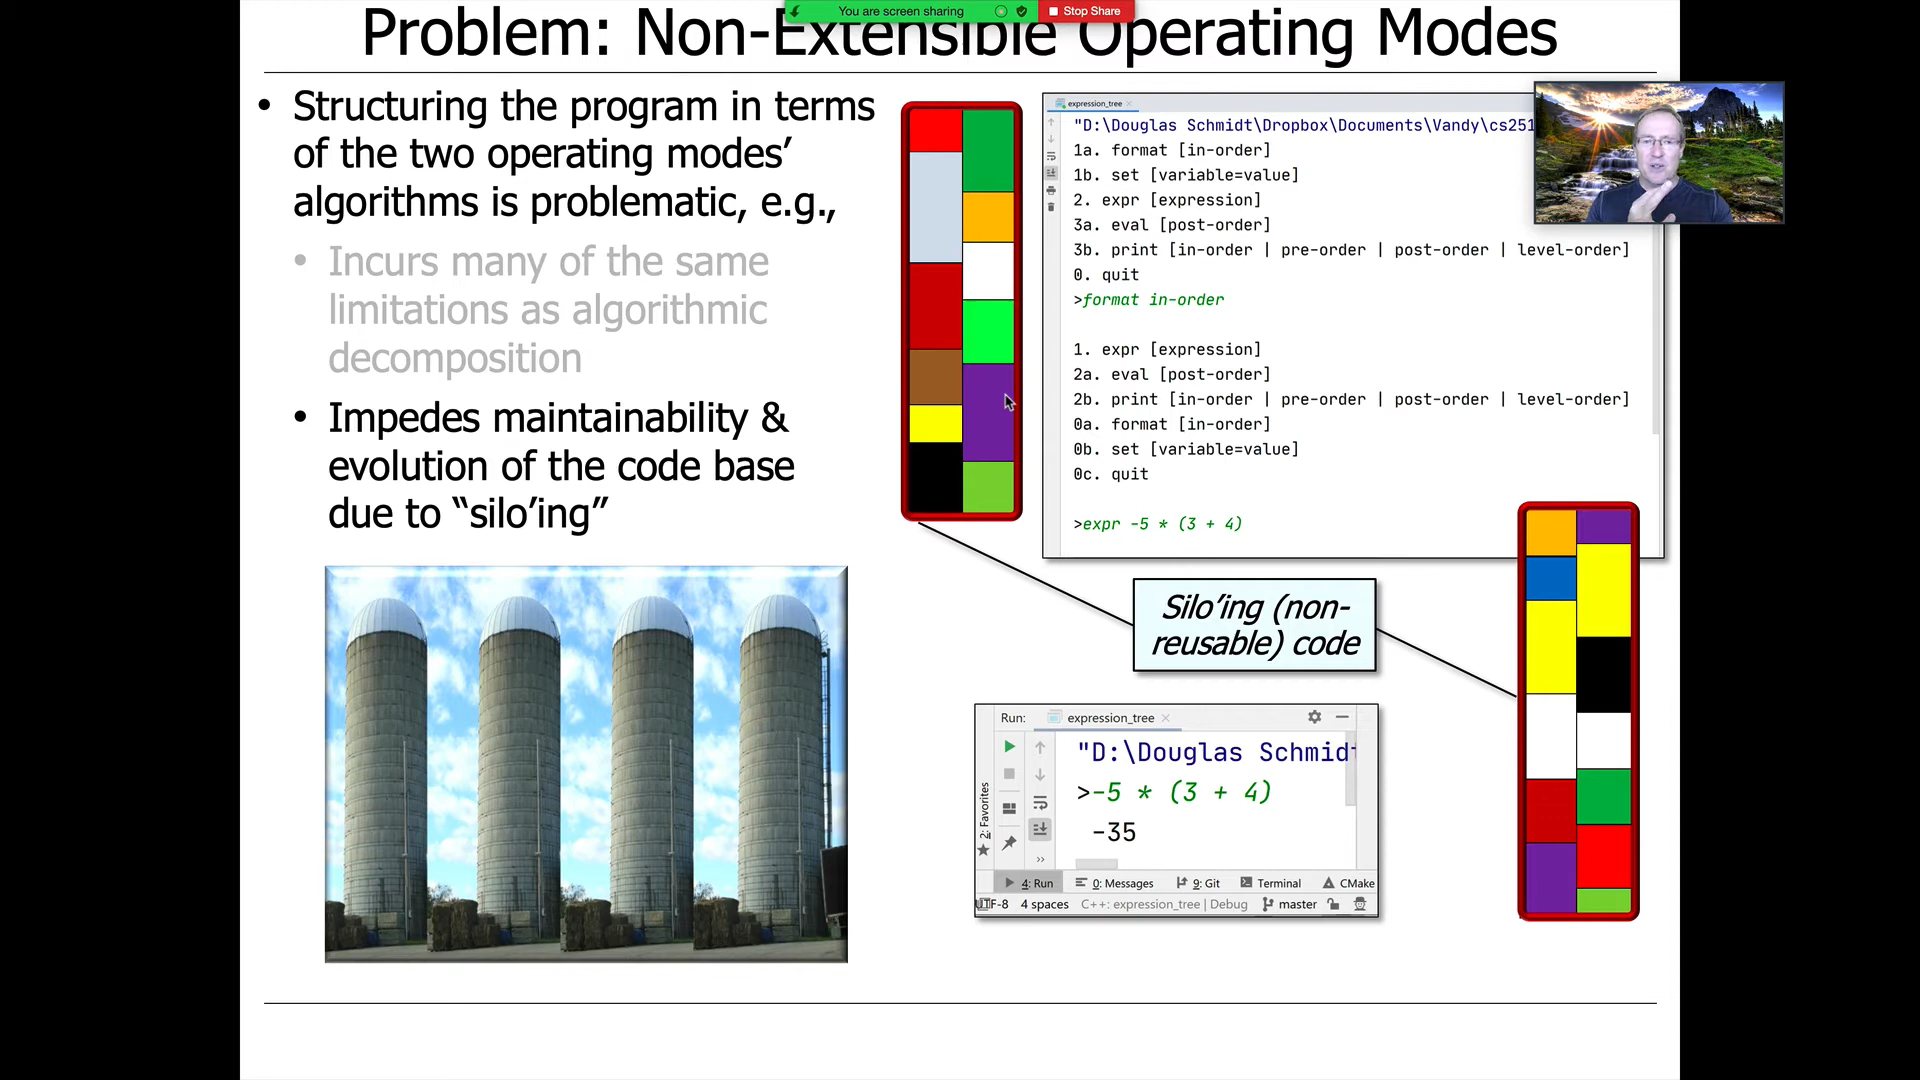 You are screen sharing
Stop Share
Problem: Non-Extensible Operating Modes
• Structuring the program in terms
of the two operating modes’
algorithms is problematic, e.g.,
• Incurs many of the same
limitations as algorithmic
decomposition
• Impedes maintainability &
evolution of the code base
due to “silo’ing”
expression_tree
"D:\Douglas Schmidt\Dropbox\Documents\Vandy\cs251
1a. format [in-order]
1b. set [variable=value]
2. expr [expression]
3a. eval [post-order]
3b. print [in-order | pre-order | post-order | level-order]
0. quit
>format in-order
1. expr [expression]
2a. eval [post-order]
2b. print [in-order | pre-order | post-order | level-order]
0a. format [in-order]
0b. set [variable=value]
0c. quit
>expr -5 * (3 + 4)
Silo’ing (non-
reusable) code
Run: expression_tree
"D:\Douglas Schmidt
>-5 * (3 + 4)
-35
2: Favorites
4: Run 0: Messages 9: Git Terminal CMake
UTF-8 4 spaces C++: expression_tree | Debug master